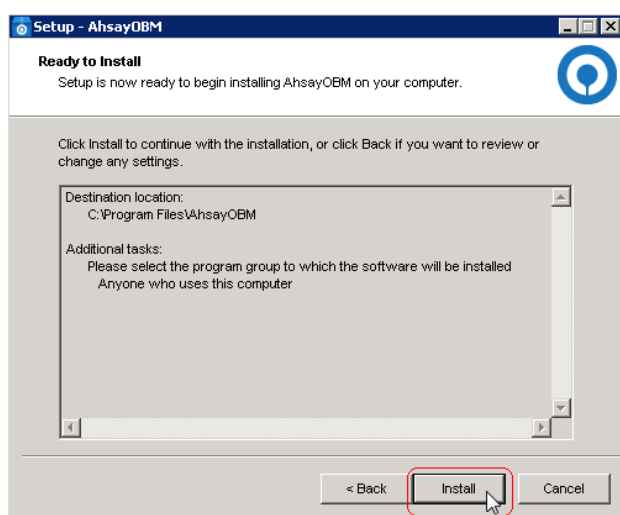 Setup - AhsayOBM
Ready to Install
Setup is now ready to begin installing AhsayOBM on your computer.
Click Install to continue with the installation, or click Back if you want to review or
change any settings.
Destination location:
C:\Program Files\AhsayOBM
Additional tasks:
Please select the program group to which the software will be installed
Anyone who uses this computer
< Back
Install
Cancel